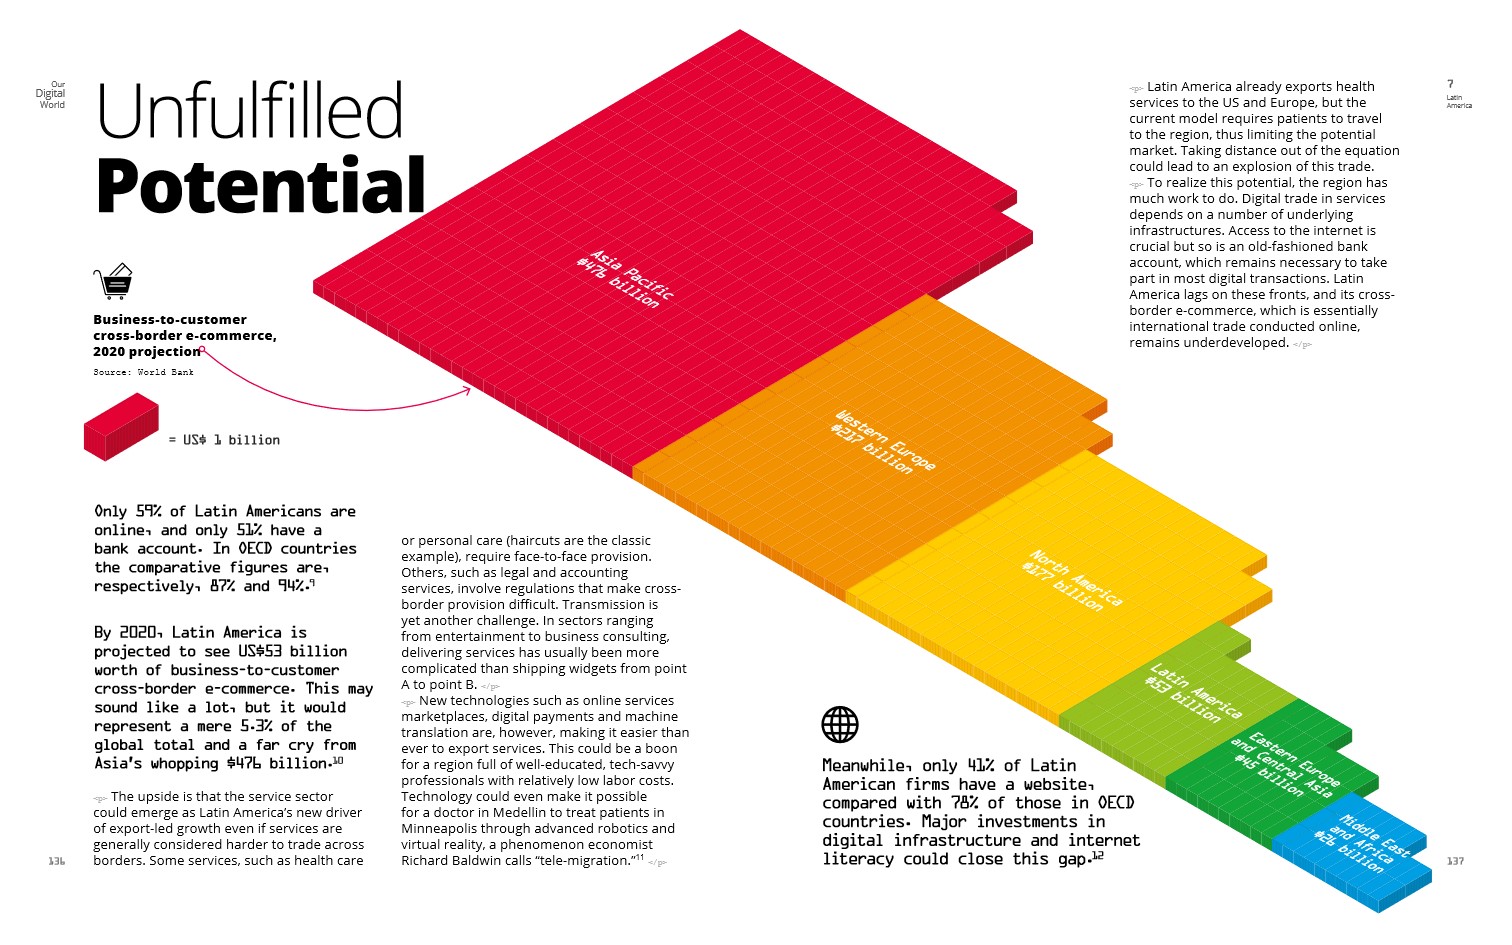 Our
Digital
World
Unfulfilled
Potential
Business-to-customer
cross-border e-commerce,
2020 projection
Source: World Bank
= US$ 1 billion
Only 59% of Latin Americans are
online, and only 51% have a
bank account. In OECD countries
the comparative figures are,
respectively, 87% and 94%.9
By 2020, Latin America is
projected to see US$53 billion
worth of business-to-customer
cross-border e-commerce. This may
sound like a lot, but it would
represent a mere 5.3% of the
global total and a far cry from
Asia's whopping $476 billion.10
<p> The upside is that the service sector
could emerge as Latin America's new driver
of export-led growth even if services are
generally considered harder to trade across
borders. Some services, such as health care
136
or personal care (haircuts are the classic
example), require face-to-face provision.
Others, such as legal and accounting
services, involve regulations that make cross-
border provision difficult. Transmission is
yet another challenge. In sectors ranging
from entertainment to business consulting,
delivering services has usually been more
complicated than shipping widgets from point
A to point B. </p>
<p> New technologies such as online services
marketplaces, digital payments and machine
translation are, however, making it easier than
ever to export services. This could be a boon
for a region full of well-educated, tech-savvy
professionals with relatively low labor costs.
Technology could even make it possible
for a doctor in Medellin to treat patients in
Minneapolis through advanced robotics and
virtual reality, a phenomenon economist
Richard Baldwin calls “tele-migration.”11 </p>
Asia Pacific
$476 billion
Western Europe
$217 billion
North America
$177 billion
Latin America
$53 billion
Eastern Europe
and Central Asia
$45 billion
Middle East
and Africa
$26 billion
Meanwhile, only 41% of Latin
American firms have a website,
compared with 78% of those in OECD
countries. Major investments in
digital infrastructure and internet
literacy could close this gap.12
<p> Latin America already exports health
services to the US and Europe, but the
current model requires patients to travel
to the region, thus limiting the potential
market. Taking distance out of the equation
could lead to an explosion of this trade.
<p> To realize this potential, the region has
much work to do. Digital trade in services
depends on a number of underlying
infrastructures. Access to the internet is
crucial but so is an old-fashioned bank
account, which remains necessary to take
part in most digital transactions. Latin
America lags on these fronts, and its cross-
border e-commerce, which is essentially
international trade conducted online,
remains underdeveloped. </p>
7
Latin
America
137